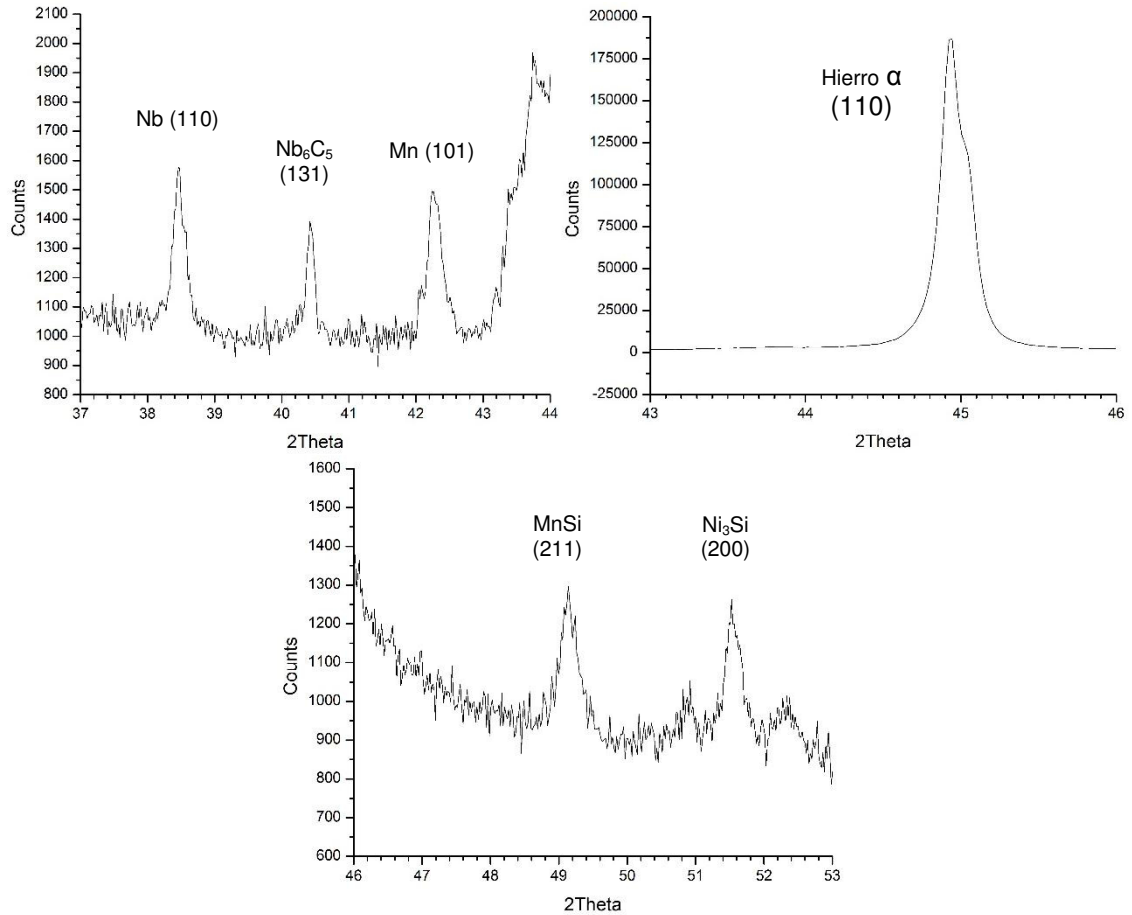 2100
2000
1900
1800
1700
1600
1500
1400
1300
1200
1100
1000
900
800
Counts
Nb (110)
Nb₆C₅
(131)
Mn (101)
37 38 39 40 41 42 43 44
2Theta
200000
175000
150000
125000
100000
75000
50000
25000
0
-25000
Counts
Hierro α
(110)
43 44 45 46
2Theta
1600
1500
1400
1300
1200
1100
1000
900
800
700
600
Counts
MnSi
(211)
Ni₃Si
(200)
46 47 48 49 50 51 52 53
2Theta